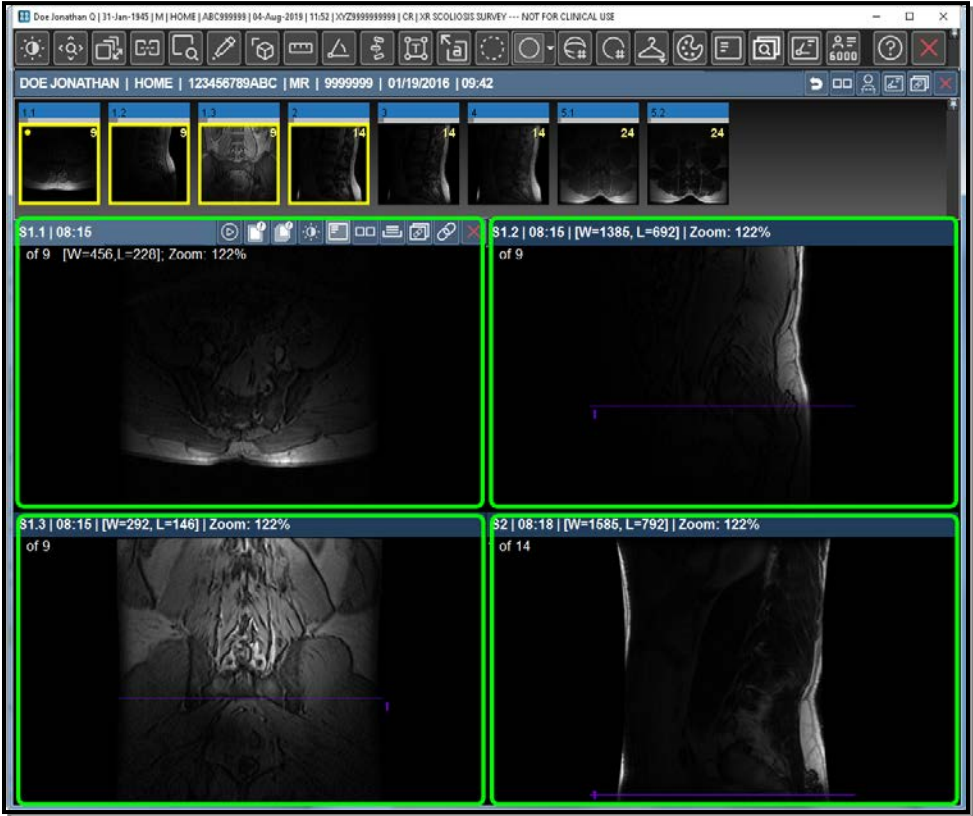 Doe Jonathan Q | 31-Jan-1945 | M | HOME | ABC999999 | 04-Aug-2019 | 11:52 | XYZ9999999999 | CR | XR SCOLIOSIS SURVEY --- NOT FOR CLINICAL USE
a T 6000 ?
DOE JONATHAN | HOME | 123456789ABC | MR | 9999999 | 01/19/2016 | 09:42
1.1 1.2 1.3 2 3 4 5.1 5.2
9 9 9 14 14 14 24 24
S1.1 | 08:15
of 9 [W=456,L=228]; Zoom: 122%
S1.2 | 08:15 | [W=1385, L=692] | Zoom: 122%
of 9
S1.3 | 08:15 | [W=292, L=146] | Zoom: 122%
of 9
S2 | 08:18 | [W=1585, L=792] | Zoom: 122%
of 14